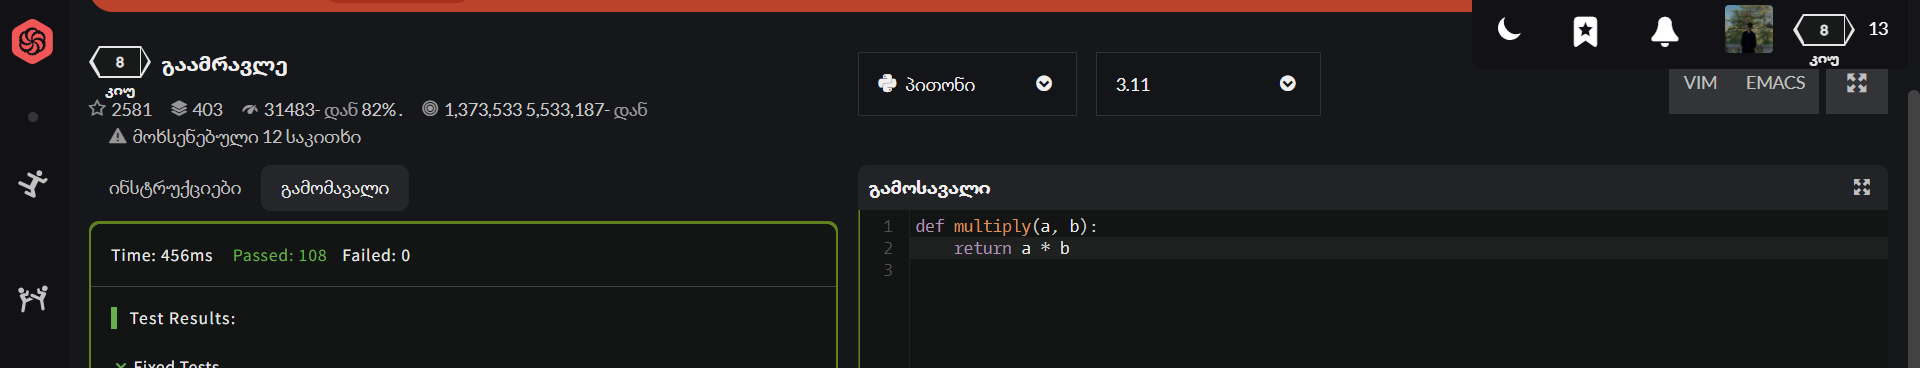 8 კიუ გაამრავლე
2581 403 31483- დან 82% . 1,373,533 5,533,187- დან
მოხსენებული 12 საკითხი
ინსტრუქციები გამომავალი
Time: 456ms Passed: 108 Failed: 0
Test Results:
Fixed Tests
პითონი 3.11
VIM EMACS
8 კიუ 13
გამოსავალი
1 def multiply(a, b):
2 return a * b
3